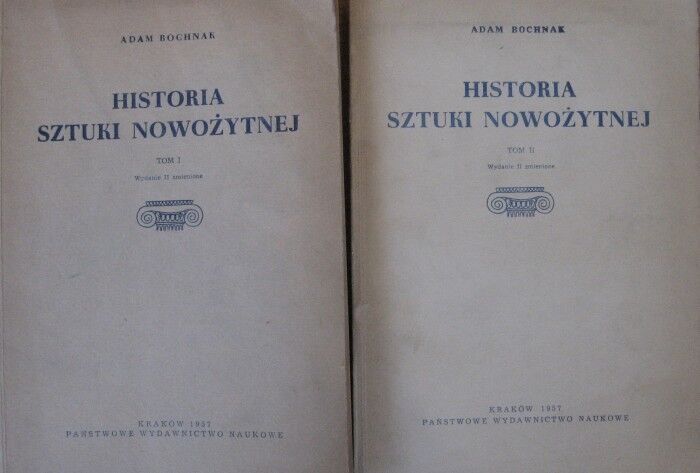 ADAM BOCHNAK
HISTORIA
SZTUKI NOWOŻYTNEJ
TOM I
Wydanie II zmienione
KRAKÓW 1957
PAŃSTWOWE WYDAWNICTWO NAUKOWE
ADAM BOCHNAK
HISTORIA
SZTUKI NOWOŻYTNEJ
TOM II
Wydanie II zmienione
KRAKÓW 1957
PAŃSTWOWE WYDAWNICTWO NAUKOWE